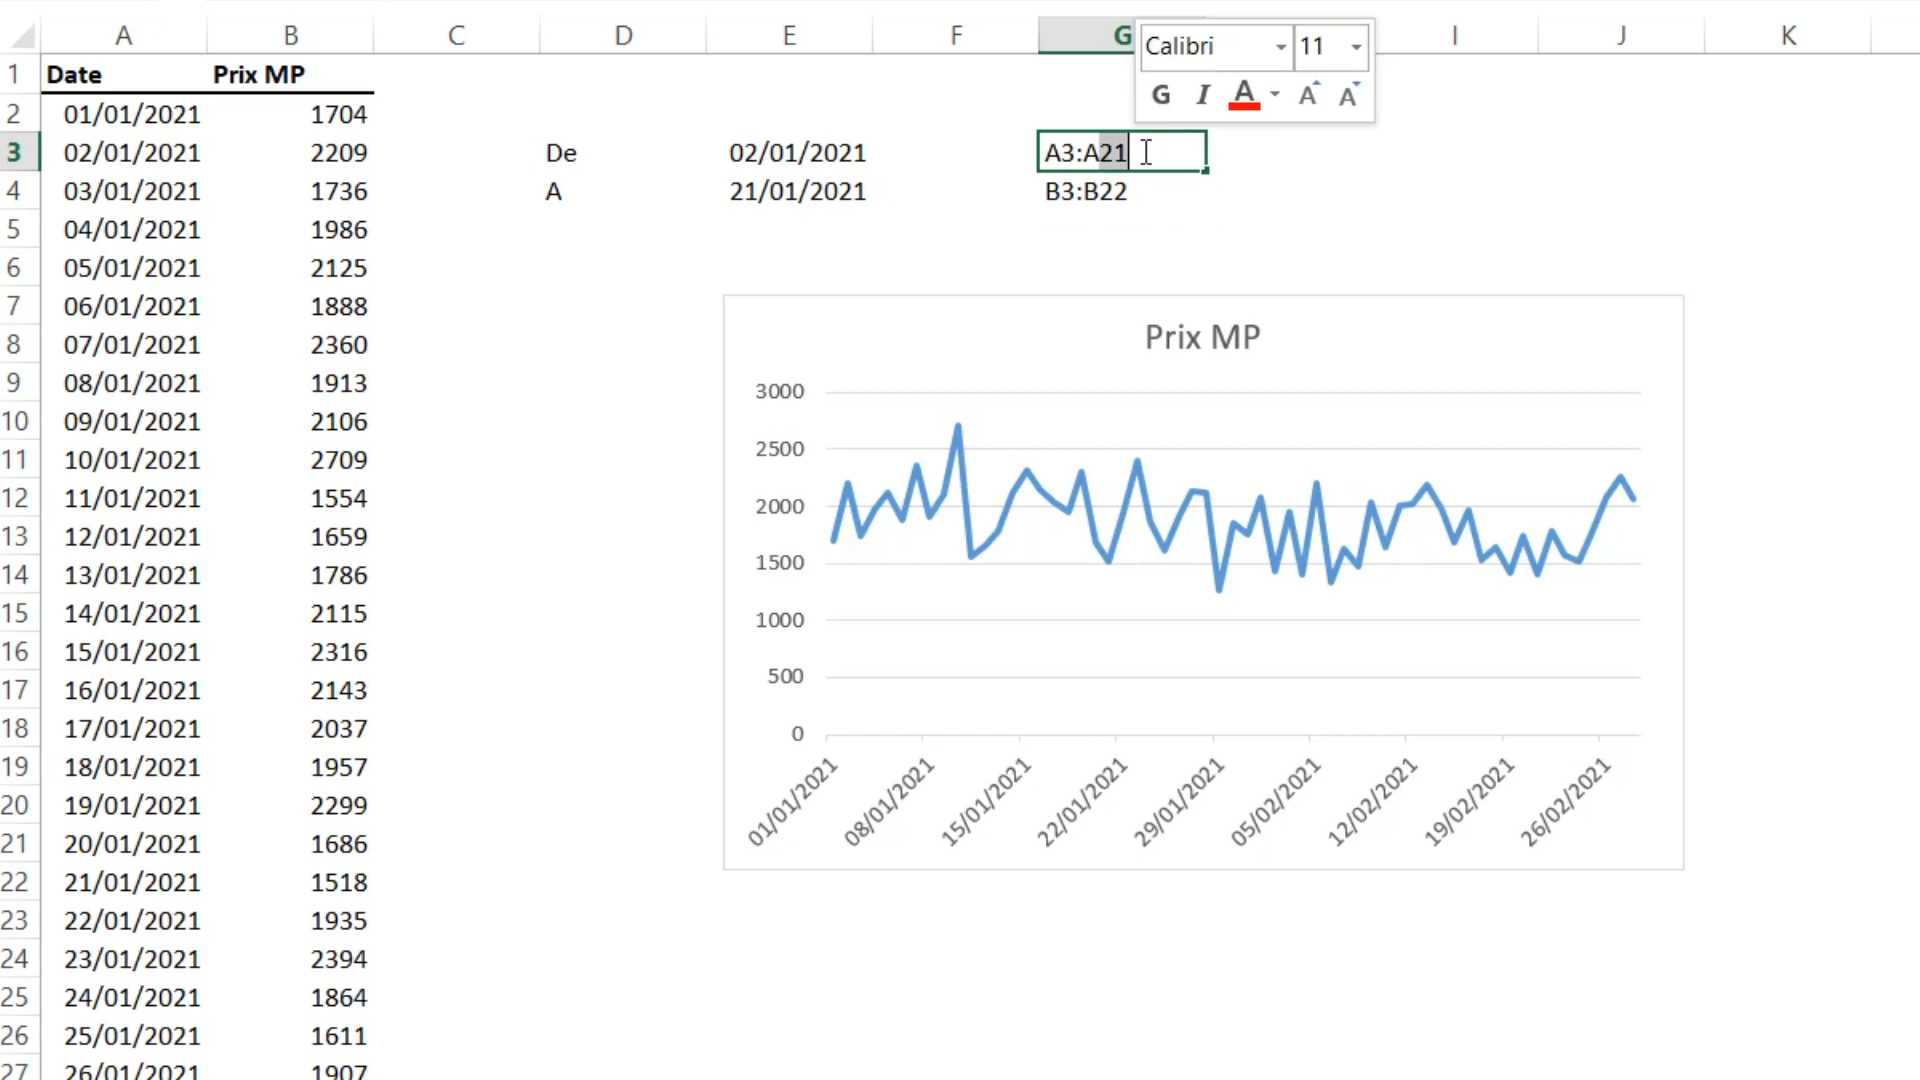 A B C D E F G I J K
Calibri 11
G I A A A
1 Date Prix MP
2 01/01/2021 1704
3 02/01/2021 2209 De 02/01/2021 A3:A21
4 03/01/2021 1736 A 21/01/2021 B3:B22
5 04/01/2021 1986
6 05/01/2021 2125
7 06/01/2021 1888
8 07/01/2021 2360
9 08/01/2021 1913
10 09/01/2021 2106
11 10/01/2021 2709
12 11/01/2021 1554
13 12/01/2021 1659
14 13/01/2021 1786
15 14/01/2021 2115
16 15/01/2021 2316
17 16/01/2021 2143
18 17/01/2021 2037
19 18/01/2021 1957
20 19/01/2021 2299
21 20/01/2021 1686
22 21/01/2021 1518
23 22/01/2021 1935
24 23/01/2021 2394
25 24/01/2021 1864
26 25/01/2021 1611
27 26/01/2021 1907
Prix MP
3000
2500
2000
1500
1000
500
0
01/01/2021 08/01/2021 15/01/2021 22/01/2021 29/01/2021 05/02/2021 12/02/2021 19/02/2021 26/02/2021